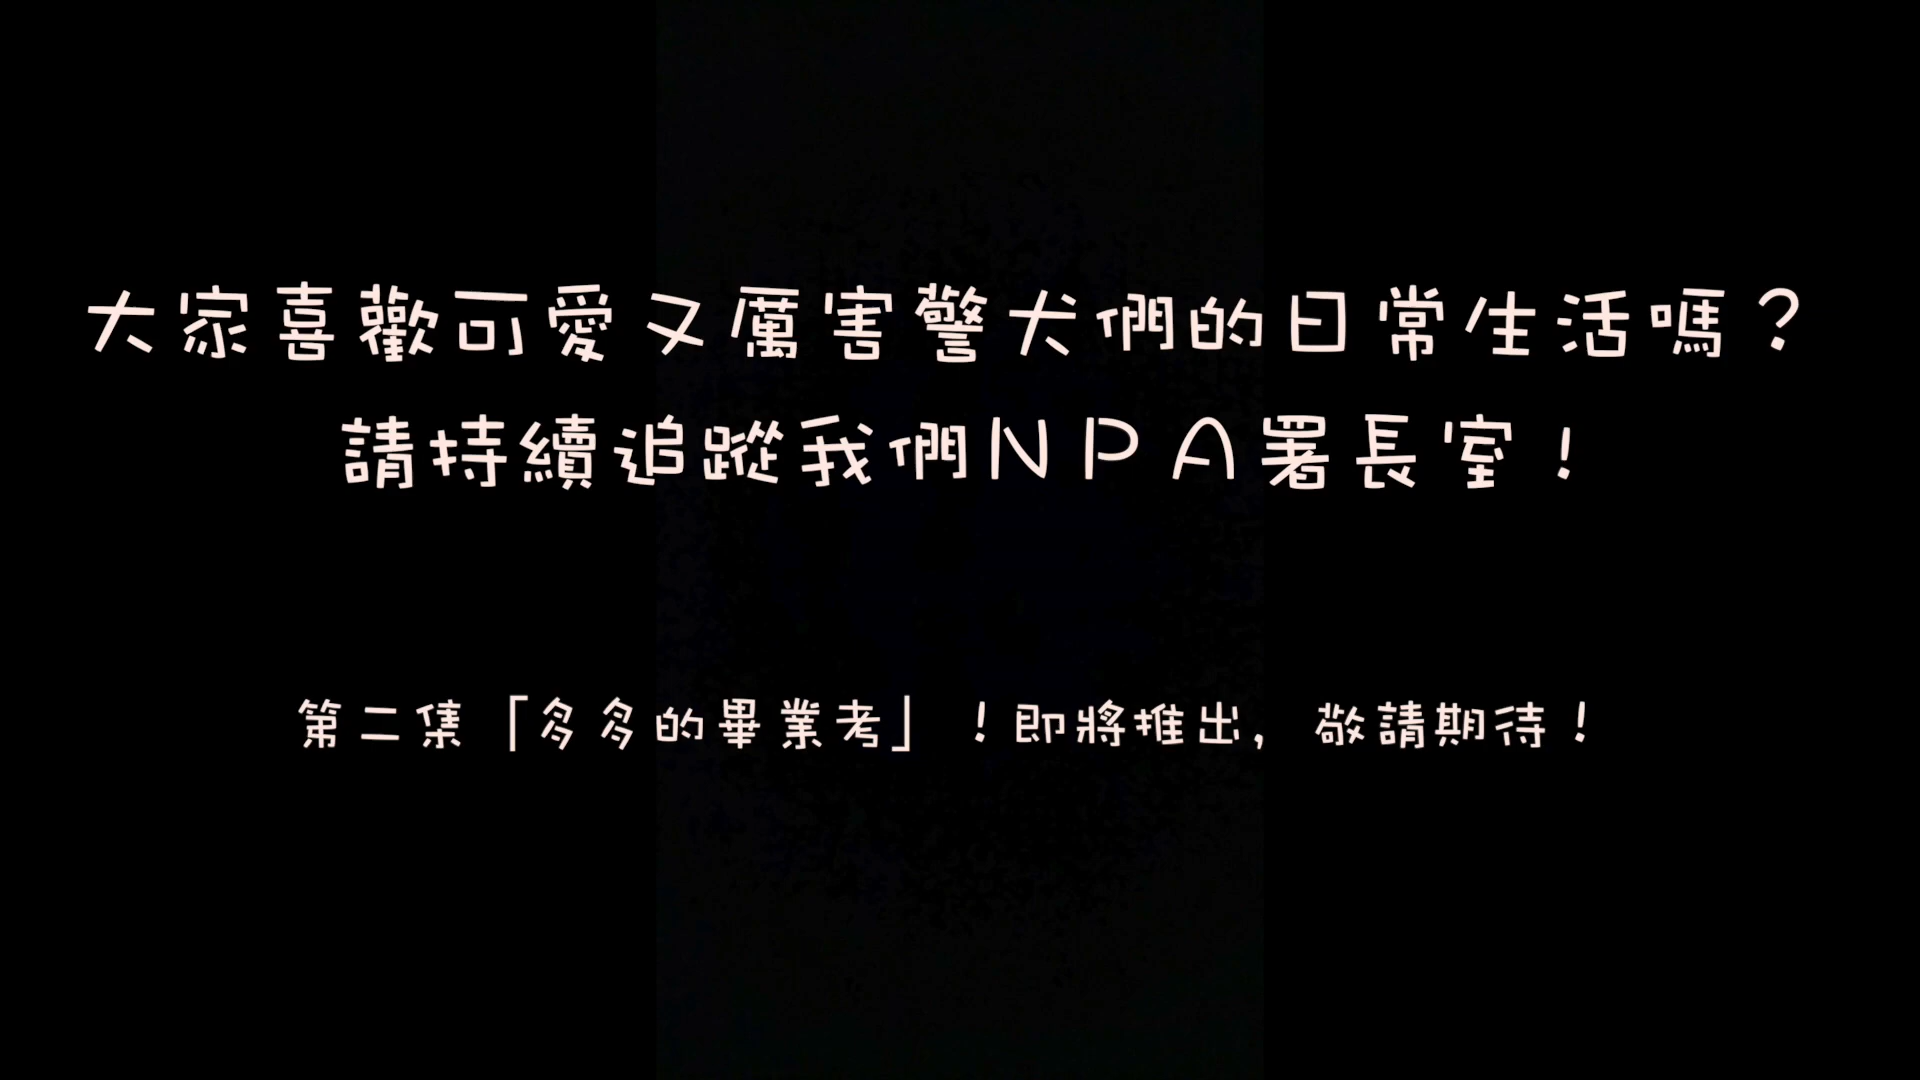 大家喜歡可愛又厲害警犬們的日常生活嗎？
請持續追蹤我們NPA署長室！
第二集「多多的畢業考」！即將推出，敬請期待！